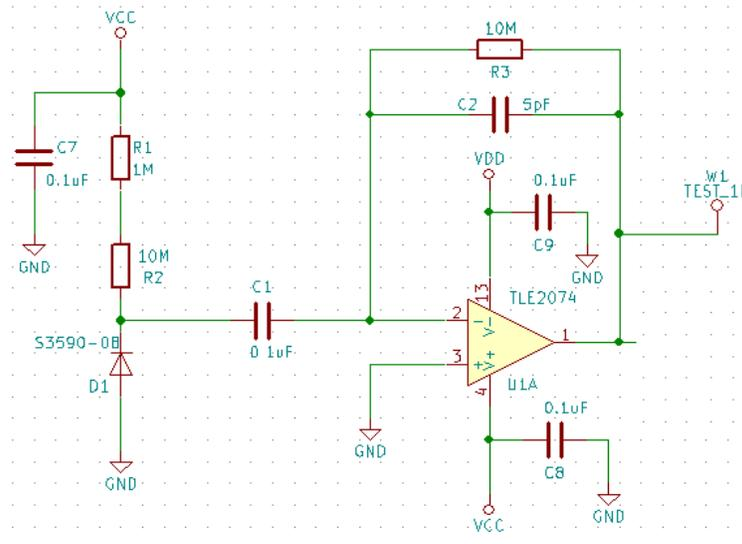 VCC
C7
0.1uF
GND
R1
1M
10M
R2
S3590-08
D1
GND
C1
0.1uF
10M
R3
C2
5pF
VDD
0.1uF
C9
GND
13
TLE2074
2
V-
-
1
3
V+
+
4
U1A
GND
0.1uF
C8
GND
VCC
W1
TEST_1